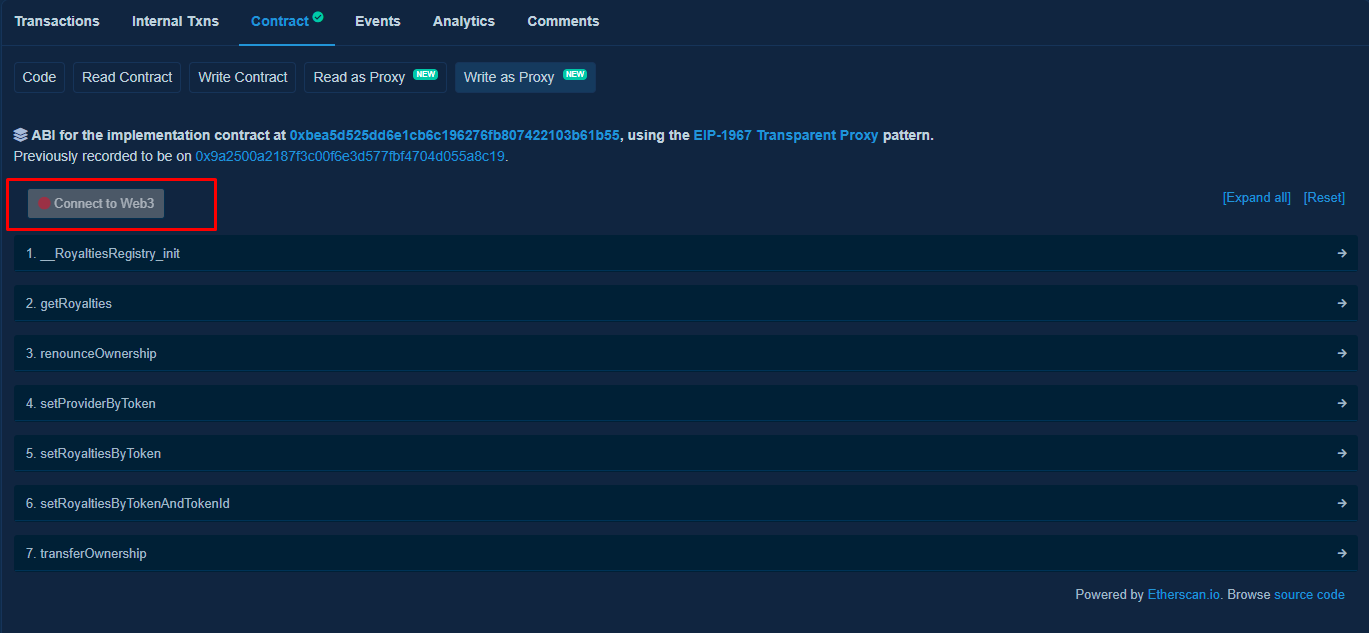 Transactions Internal Txns Contract Events Analytics Comments
Code Read Contract Write Contract Read as Proxy NEW Write as Proxy NEW
ABI for the implementation contract at 0xbea5d525dd6e1cb6c196276fb807422103b61b55, using the EIP-1967 Transparent Proxy pattern.
Previously recorded to be on 0x9a2500a2187f3c00f6e3d577fbf4704d055a8c19.
Connect to Web3 [Expand all] [Reset]
1. __RoyaltiesRegistry_init
2. getRoyalties
3. renounceOwnership
4. setProviderByToken
5. setRoyaltiesByToken
6. setRoyaltiesByTokenAndTokenId
7. transferOwnership
Powered by Etherscan.io. Browse source code